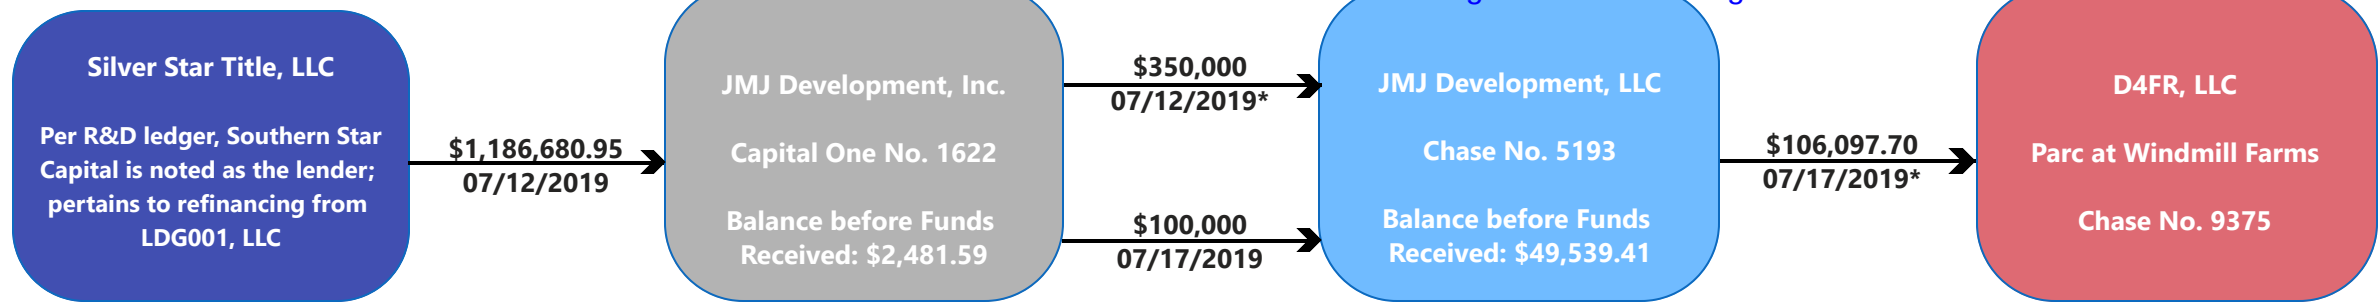 Silver Star Title, LLC
Per R&D ledger, Southern Star
Capital is noted as the lender;
pertains to refinancing from
LDG001, LLC
$1,186,680.95
07/12/2019
JMJ Development, Inc.
Capital One No. 1622
Balance before Funds
Received: $2,481.59
$350,000
07/12/2019*
$100,000
07/17/2019
JMJ Development, LLC
Chase No. 5193
Balance before Funds
Received: $49,539.41
$106,097.70
07/17/2019*
D4FR, LLC
Parc at Windmill Farms
Chase No. 9375